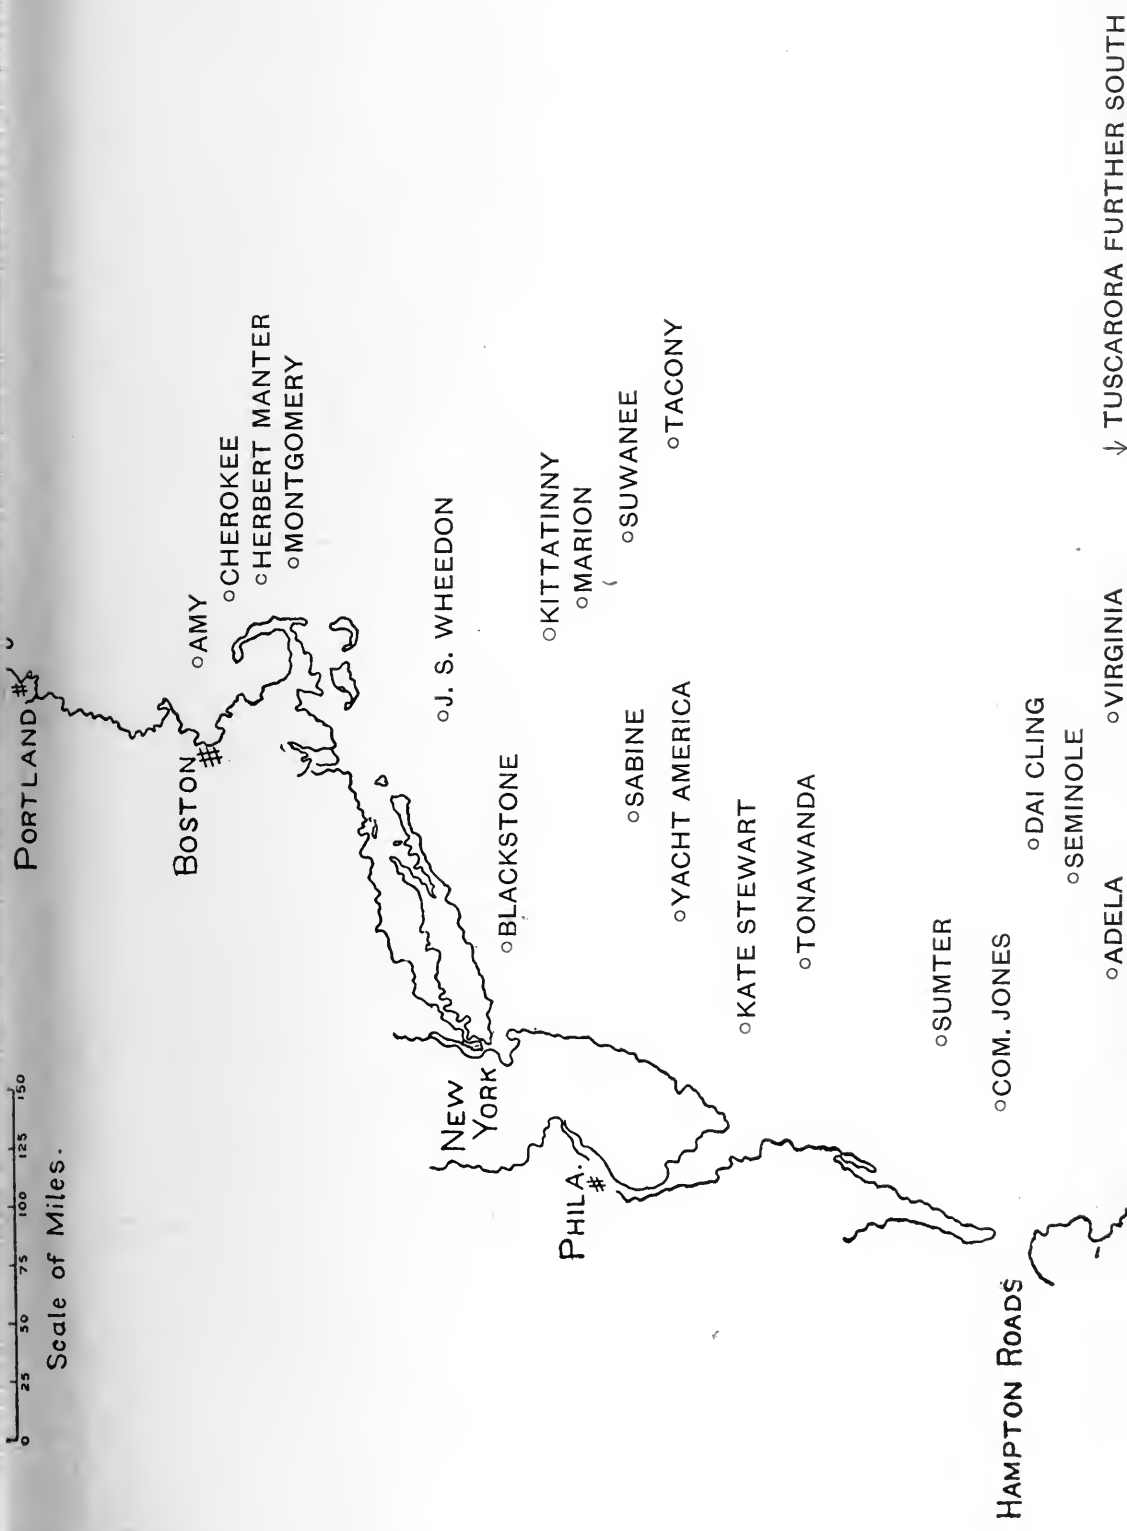 PORTLAND
0 25 50 75 100 125 150
Scale of Miles.
BOSTON
AMY
CHEROKEE
HERBERT MANTER
MONTGOMERY
J. S. WHEEDON
NEW
YORK
BLACKSTONE
KITTATINNY
MARION
PHILA.
SUWANEE
SABINE
TACONY
YACHT AMERICA
KATE STEWART
TONAWANDA
SUMTER
COM. JONES
HAMPTON ROADS
DAI CLING
SEMINOLE
ADELA
VIRGINIA
↓ TUSCARORA FURTHER SOUTH